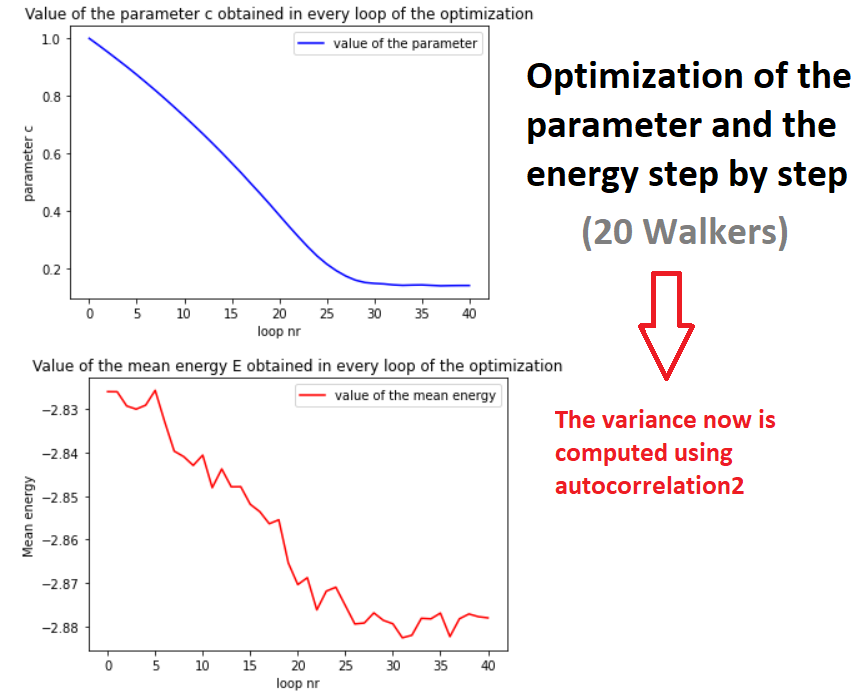 Value of the parameter c obtained in every loop of the optimization
value of the parameter
1.0
0.8
0.6
0.4
0.2
parameter c
0 5 10 15 20 25 30 35 40
loop nr
Optimization of the
parameter and the
energy step by step
(20 Walkers)
Value of the mean energy E obtained in every loop of the optimization
value of the mean energy
−2.83
−2.84
−2.85
−2.86
−2.87
−2.88
Mean energy
0 5 10 15 20 25 30 35 40
loop nr
The variance now is
computed using
autocorrelation2